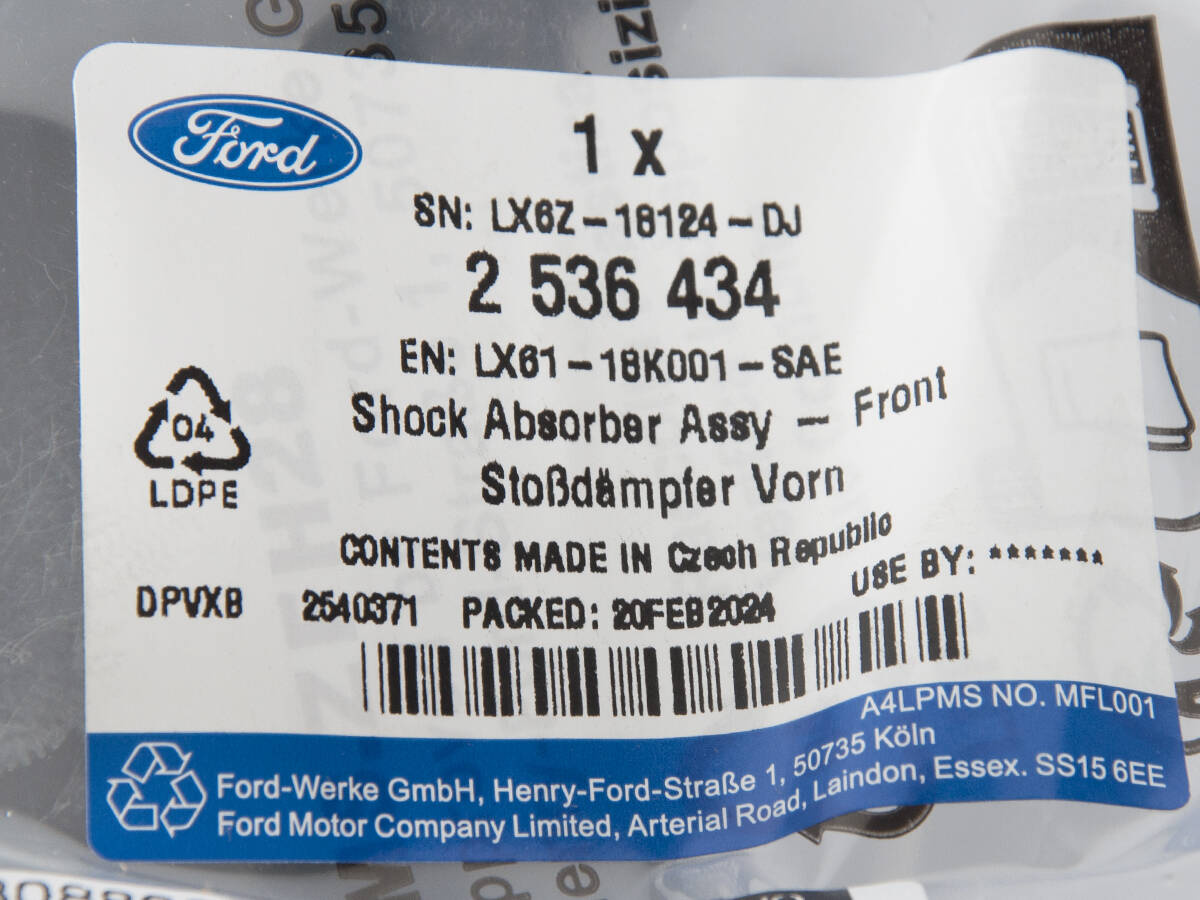 Ford
1 x
SN: LX6Z-18124-DJ
2 536 434
EN: LX61-18K001-SAE
Shock Absorber Assy - Front
Stoßdämpfer Vorn
04
LDPE
CONTENTS MADE IN Czech Republic
DPVXB 2540371 PACKED: 20FEB2024 USE BY: *******
A4LPMS NO. MFL001
Ford-Werke GmbH, Henry-Ford-Straße 1, 50735 Köln
Ford Motor Company Limited, Arterial Road, Laindon, Essex. SS15 6EE